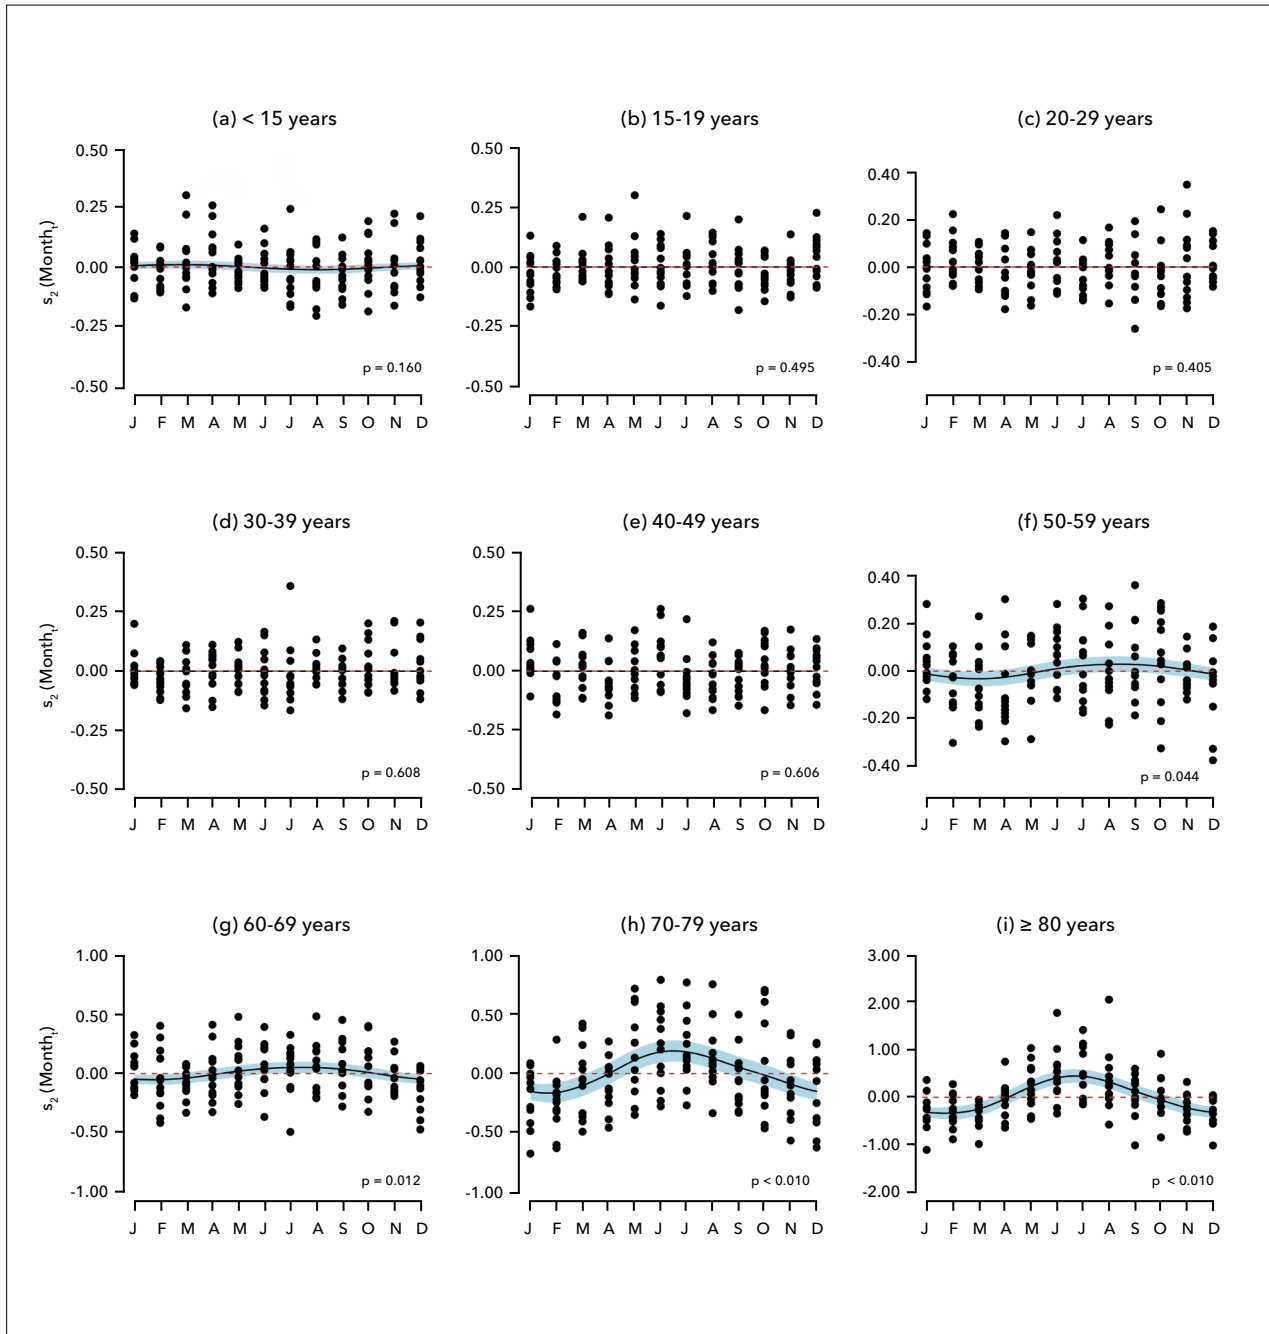 (a) < 15 years
(b) 15-19 years
(c) 20-29 years
s2 (Montht)
0.50
0.25
0.00
-0.25
-0.50
p = 0.160
J F M A M J J A S O N D
0.50
0.25
0.00
-0.25
-0.50
p = 0.495
J F M A M J J A S O N D
0.40
0.20
0.00
-0.20
-0.40
p = 0.405
J F M A M J J A S O N D
(d) 30-39 years
(e) 40-49 years
(f) 50-59 years
s2 (Montht)
0.50
0.25
0.00
-0.25
-0.50
p = 0.608
J F M A M J J A S O N D
0.50
0.25
0.00
-0.25
-0.50
p = 0.606
J F M A M J J A S O N D
0.40
0.20
0.00
-0.20
-0.40
p = 0.044
J F M A M J J A S O N D
(g) 60-69 years
(h) 70-79 years
(i) ≥ 80 years
s2 (Montht)
1.00
0.50
0.00
-0.50
-1.00
p = 0.012
J F M A M J J A S O N D
1.00
0.50
0.00
-0.50
-1.00
p < 0.010
J F M A M J J A S O N D
3.00
2.00
1.00
0.00
-1.00
-2.00
p < 0.010
J F M A M J J A S O N D